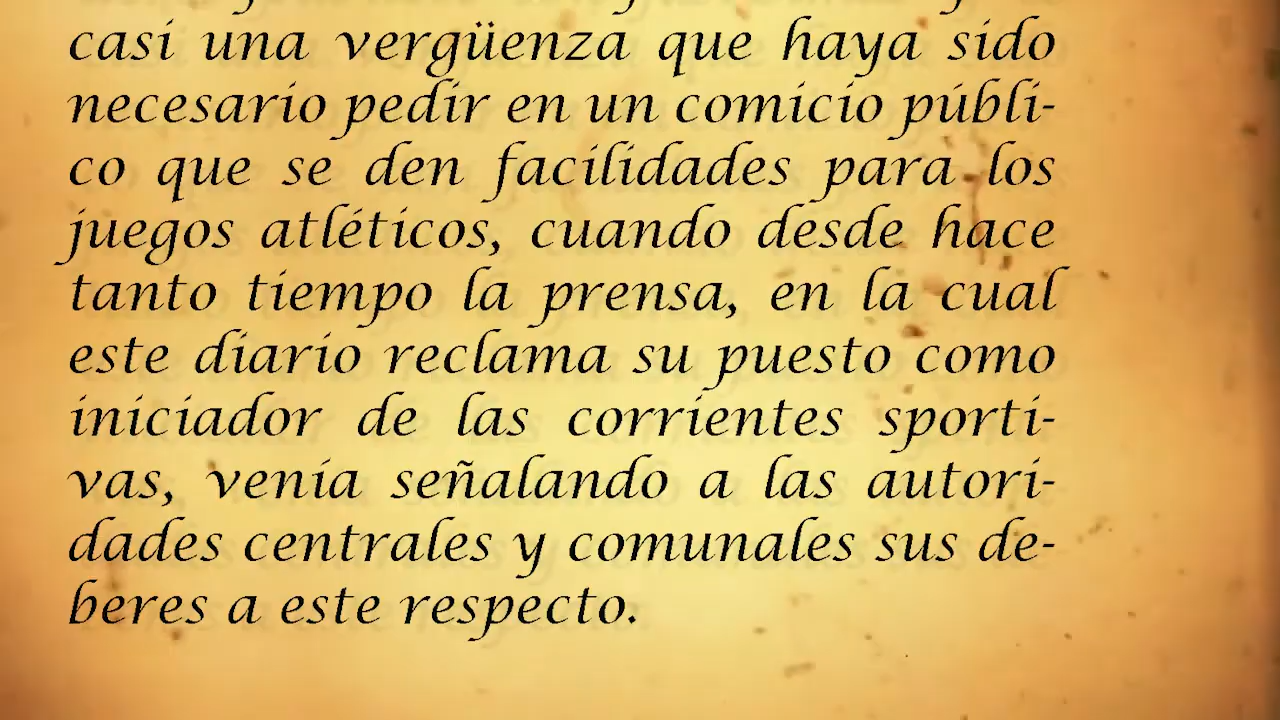 casi una vergüenza que haya sido
necesario pedir en un comicio públi-
co que se den facilidades para los
juegos atléticos, cuando desde hace
tanto tiempo la prensa, en la cual
este diario reclama su puesto como
iniciador de las corrientes sporti-
vas, venía señalando a las autori-
dades centrales y comunales sus de-
beres a este respecto.